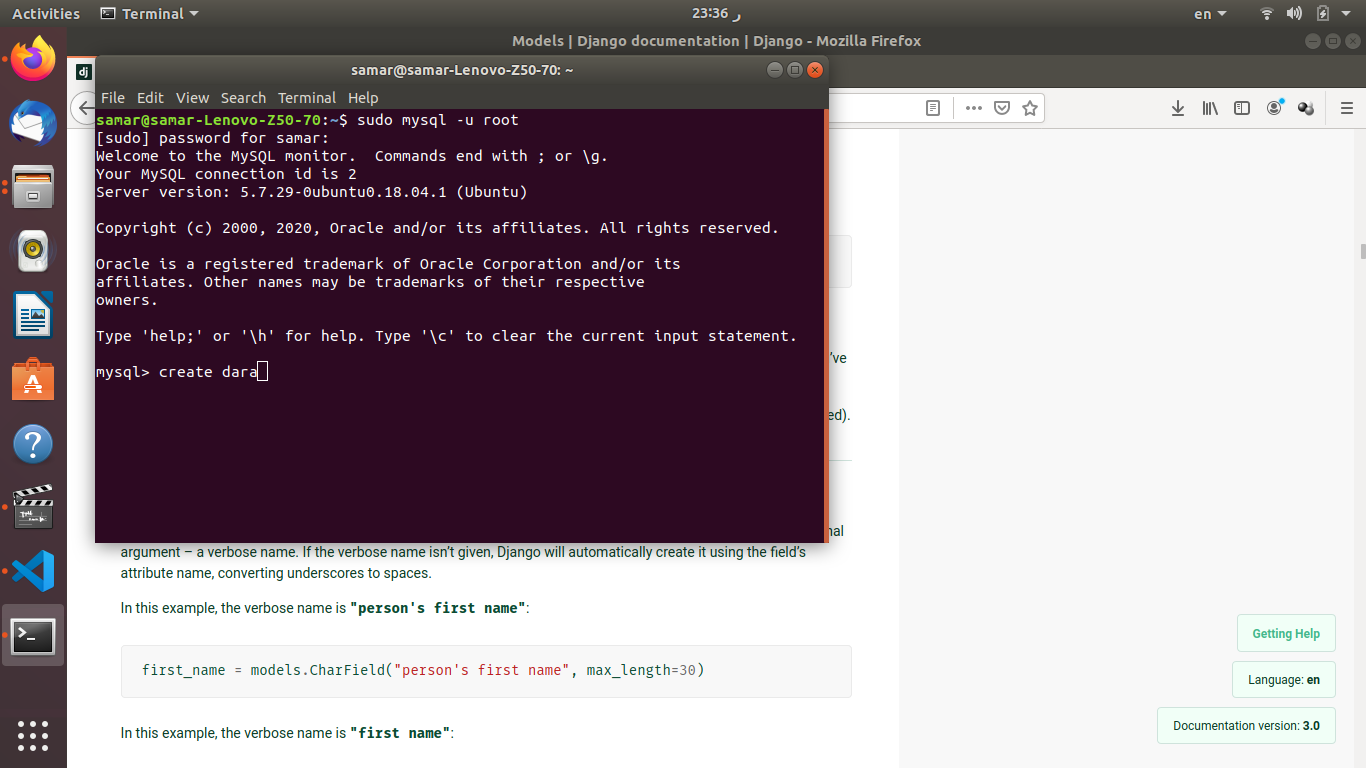 Activities
Terminal
23:36 ر
en
Models | Django documentation | Django - Mozilla Firefox
dj
samar@samar-Lenovo-Z50-70: ~
File Edit View Search Terminal Help
samar@samar-Lenovo-Z50-70:~$ sudo mysql -u root
[sudo] password for samar:
Welcome to the MySQL monitor.  Commands end with ; or \g.
Your MySQL connection id is 2
Server version: 5.7.29-0ubuntu0.18.04.1 (Ubuntu)
Copyright (c) 2000, 2020, Oracle and/or its affiliates. All rights reserved.
Oracle is a registered trademark of Oracle Corporation and/or its
affiliates. Other names may be trademarks of their respective
owners.
Type 'help;' or '\h' for help. Type '\c' to clear the current input statement.
mysql> create dara
've
ed).
nal
argument – a verbose name. If the verbose name isn’t given, Django will automatically create it using the field’s
attribute name, converting underscores to spaces.
In this example, the verbose name is "person's first name":
first_name = models.CharField("person's first name", max_length=30)
In this example, the verbose name is "first name":
Getting Help
Language: en
Documentation version: 3.0